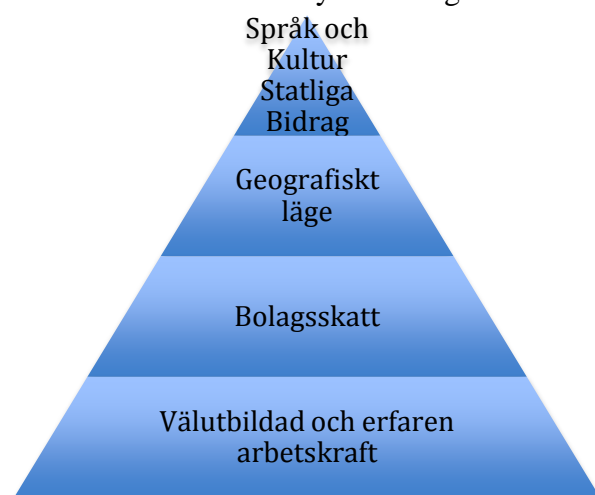 Språk och
Kultur
Statliga
Bidrag
Geografiskt
läge
Bolagsskatt
Välutbildad och erfaren
arbetskraft